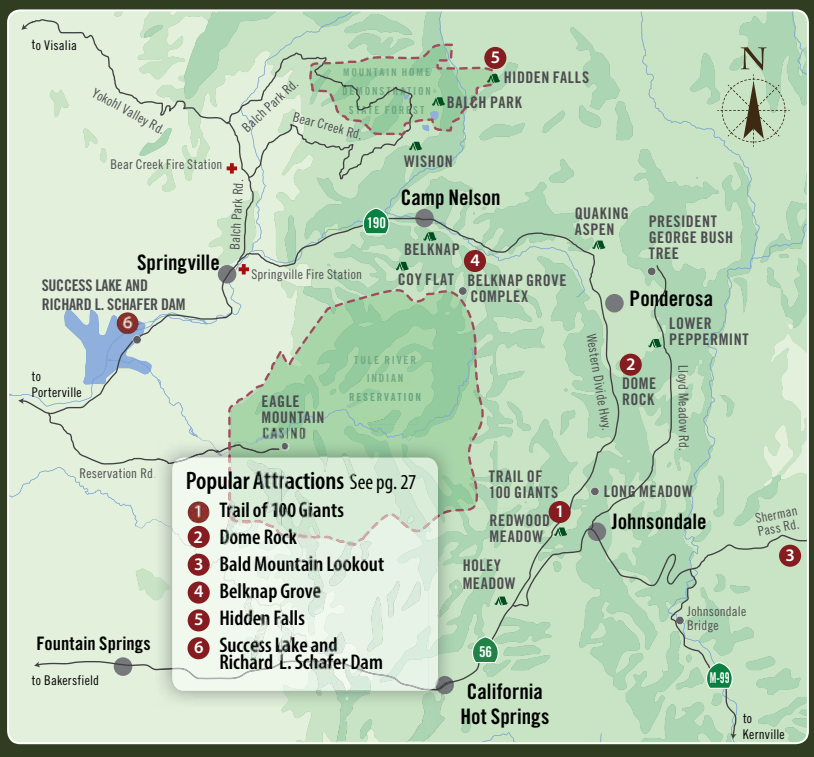 to Visalia
Yokohl Valley Rd.
Balch Park Rd.
Bear Creek Rd.
MOUNTAIN HOME
DEMONSTRATION
STATE FOREST
5
HIDDEN FALLS
BALCH PARK
N
Bear Creek Fire Station
WISHON
Balch Park Rd.
Camp Nelson
190
BELKNAP
QUAKING
ASPEN
PRESIDENT
GEORGE BUSH
TREE
Springville
Springville Fire Station
COY FLAT
4
BELKNAP GROVE
COMPLEX
SUCCESS LAKE AND
RICHARD L. SCHAFER DAM
6
Ponderosa
LOWER
PEPPERMINT
Western Divide Hwy.
Lloyd Meadow Rd.
2
DOME
ROCK
TULE RIVER
INDIAN
RESERVATION
to
Porterville
EAGLE
MOUNTAIN
CASINO
Reservation Rd
Popular Attractions See pg. 27
1 Trail of 100 Giants
2 Dome Rock
3 Bald Mountain Lookout
4 Belknap Grove
5 Hidden Falls
6 Success Lake and
Richard L. Schafer Dam
TRAIL OF
100 GIANTS
1
LONG MEADOW
REDWOOD
MEADOW
Johnsondale
Sherman
Pass Rd.
3
HOLEY
MEADOW
Johnsondale
Bridge
Fountain Springs
to Bakersfield
56
California
Hot Springs
M-99
to
Kernville